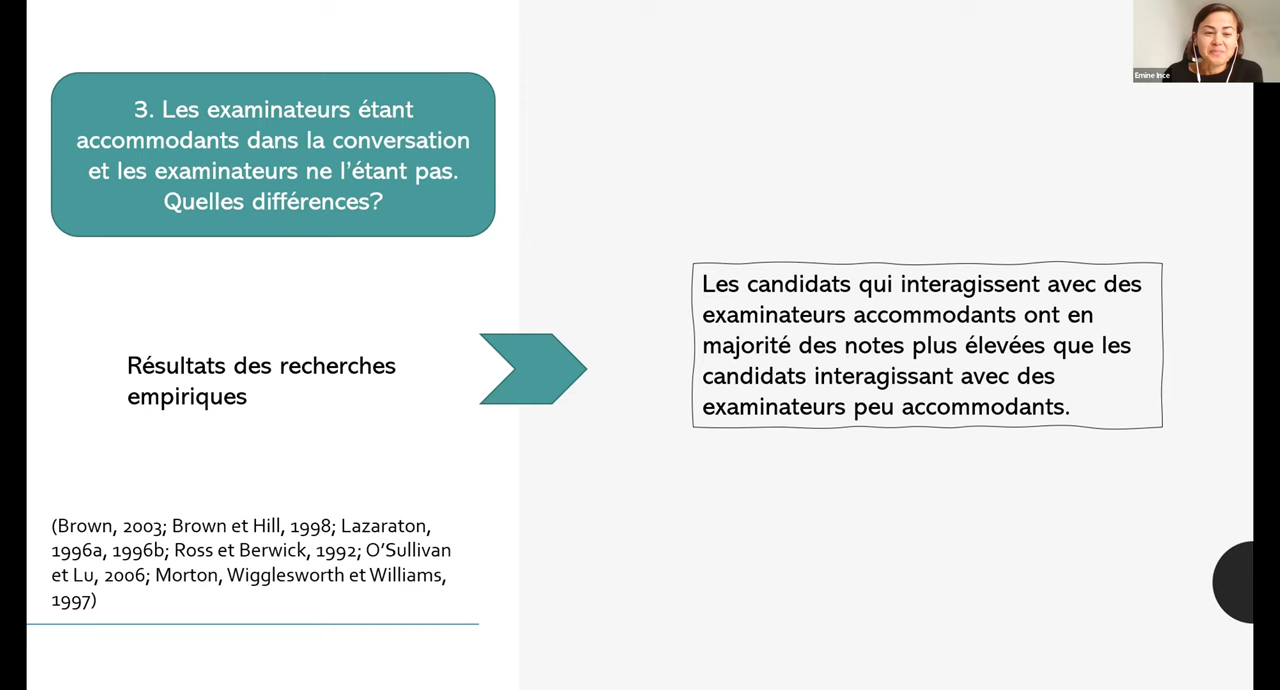 3. Les examinateurs étant
accommodants dans la conversation
et les examinateurs ne l'étant pas.
Quelles différences?
Résultats des recherches
empiriques
(Brown, 2003; Brown et Hill, 1998; Lazaraton,
1996a, 1996b; Ross et Berwick, 1992; O'Sullivan
et Lu, 2006; Morton, Wigglesworth et Williams,
1997)
Les candidats qui interagissent avec des
examinateurs accommodants ont en
majorité des notes plus élevées que les
candidats interagissant avec des
examinateurs peu accommodants.
Emine Ince